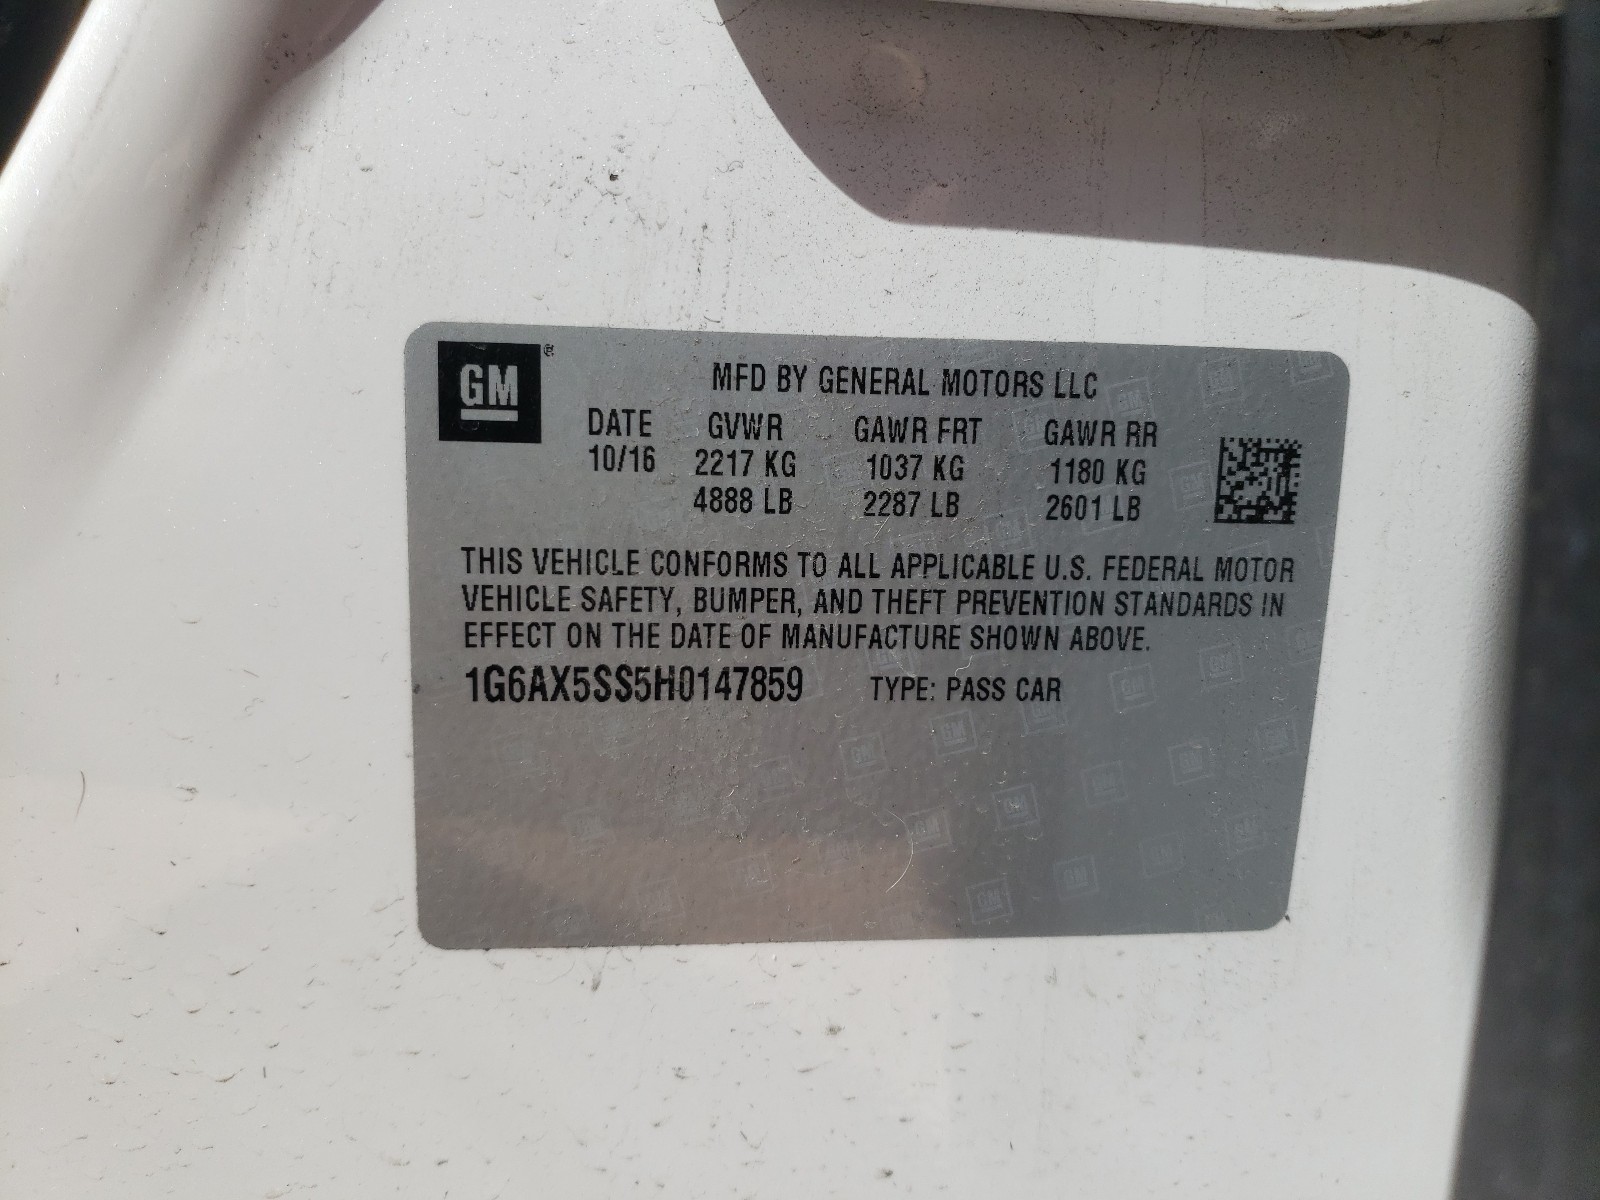 GM®
MFD BY GENERAL MOTORS LLC
DATE GVWR GAWR FRT GAWR RR
10/16 2217 KG 1037 KG 1180 KG
4888 LB 2287 LB 2601 LB
THIS VEHICLE CONFORMS TO ALL APPLICABLE U.S. FEDERAL MOTOR
VEHICLE SAFETY, BUMPER, AND THEFT PREVENTION STANDARDS IN
EFFECT ON THE DATE OF MANUFACTURE SHOWN ABOVE.
1G6AX5SS5H0147859 TYPE: PASS CAR